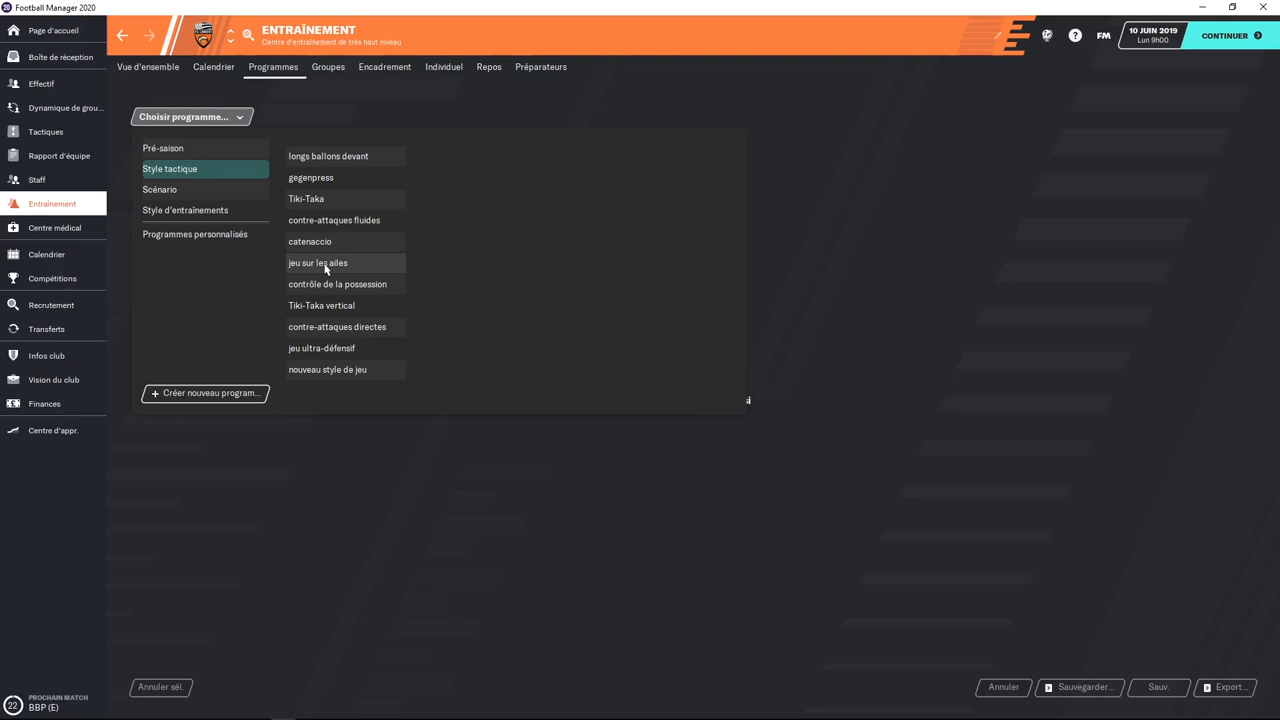 Football Manager 2020
Page d'accueil
Boîte de réception
Effectif
Dynamique de grou...
Tactiques
Rapport d'équipe
Staff
Entraînement
Centre médical
Calendrier
Compétitions
Recrutement
Transferts
Infos club
Vision du club
Finances
Centre d'appr.
22
PROCHAIN MATCH
BBP (E)
ENTRAÎNEMENT
Centre d'entraînement de très haut niveau
FM
10 JUIN 2019
Lun 9h00
CONTINUER
Vue d'ensemble Calendrier Programmes Groupes Encadrement Individuel Repos Préparateurs
Choisir programme...
Pré-saison
Style tactique
Scénario
Style d'entraînements
Programmes personnalisés
+ Créer nouveau program...
longs ballons devant
gegenpress
Tiki-Taka
contre-attaques fluides
catenaccio
jeu sur les ailes
contrôle de la possession
Tiki-Taka vertical
contre-attaques directes
jeu ultra-défensif
nouveau style de jeu
si
Annuler sél. Annuler Sauvegarder... Sauv. Export...